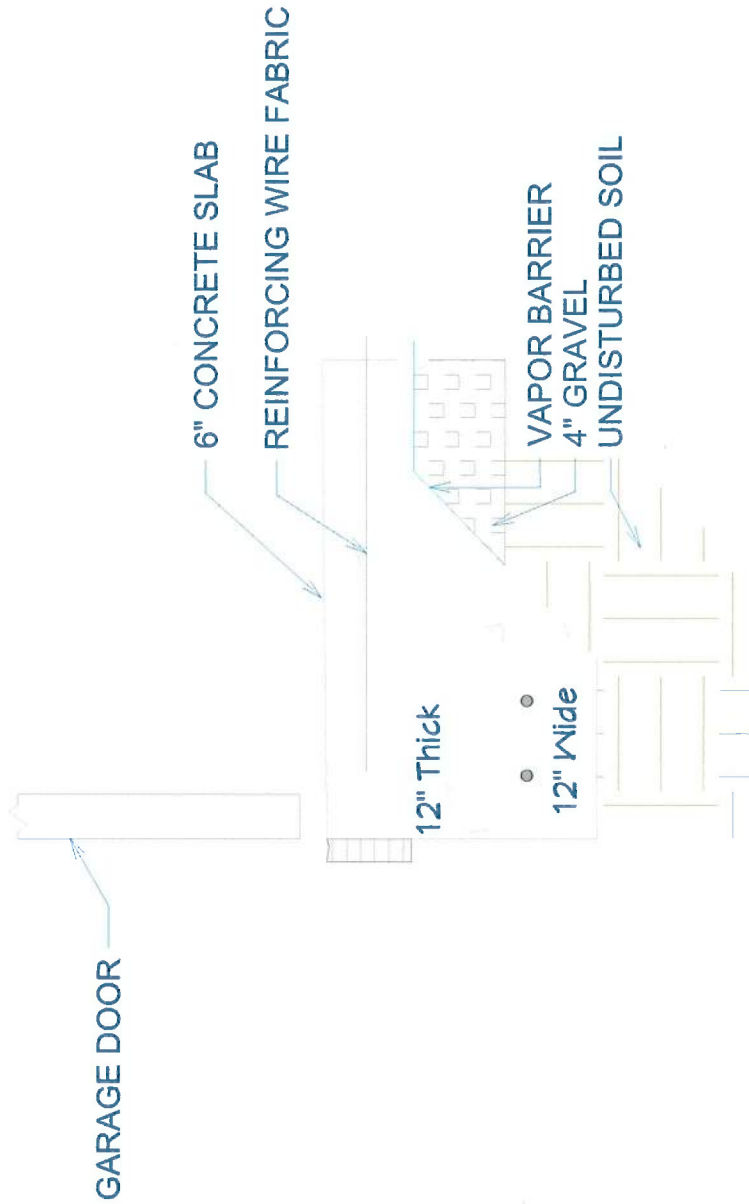 GARAGE DOOR
6" CONCRETE SLAB
REINFORCING WIRE FABRIC
12" Thick
12" Wide
VAPOR BARRIER
4" GRAVEL
UNDISTURBED SOIL